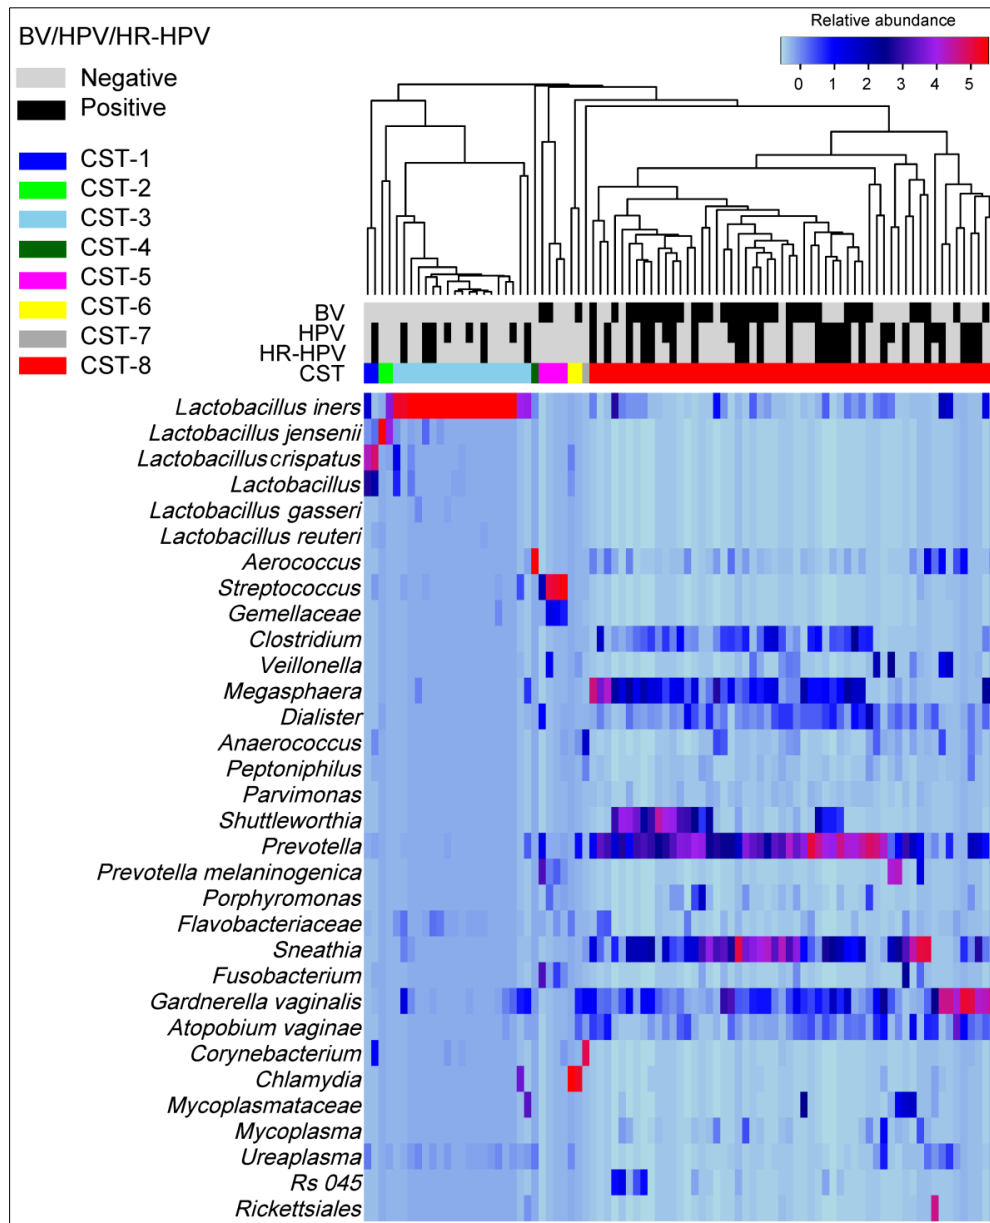 BV/HPV/HR-HPV
Negative
Positive
CST-1
CST-2
CST-3
CST-4
CST-5
CST-6
CST-7
CST-8
Relative abundance
0 1 2 3 4 5
BV
HPV
HR-HPV
CST
Lactobacillus iners
Lactobacillus jensenii
Lactobacillus crispatus
Lactobacillus
Lactobacillus gasseri
Lactobacillus reuteri
Aerococcus
Streptococcus
Gemellaceae
Clostridium
Veillonella
Megasphaera
Dialister
Anaerococcus
Peptoniphilus
Parvimonas
Shuttleworthia
Prevotella
Prevotella melaninogenica
Porphyromonas
Flavobacteriaceae
Sneathia
Fusobacterium
Gardnerella vaginalis
Atopobium vaginae
Corynebacterium
Chlamydia
Mycoplasmataceae
Mycoplasma
Ureaplasma
Rs 045
Rickettsiales